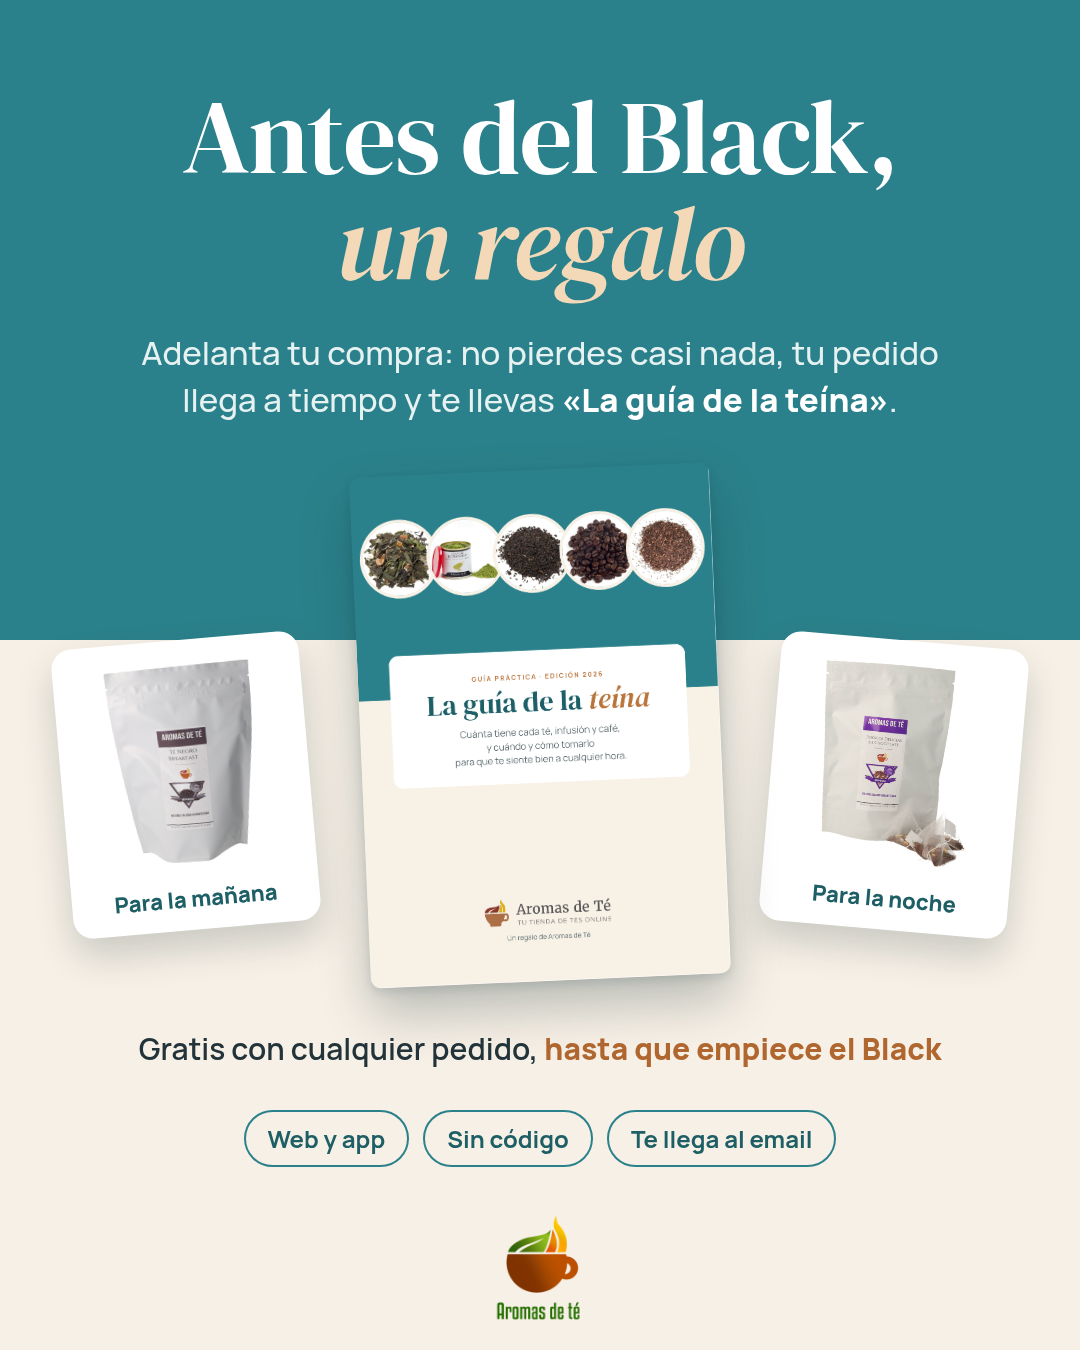 Antes del Black,
un regalo
Adelanta tu compra: no pierdes casi nada, tu pedido
llega a tiempo y te llevas «La guía de la teína».
GUÍA PRÁCTICA · EDICIÓN 2026
La guía de la teína
Cuánta tiene cada té, infusión y café,
y cuándo y cómo tomarlo
para que te siente bien a cualquier hora.
Aromas de Té
TU TIENDA DE TÉS ONLINE
Un regalo de Aromas de Té
AROMAS DE TÉ
TÉ NEGRO
BREAKFAST
Para la mañana
AROMAS DE TÉ
Para la noche
Gratis con cualquier pedido, hasta que empiece el Black
Web y app
Sin código
Te llega al email
Aromas de té